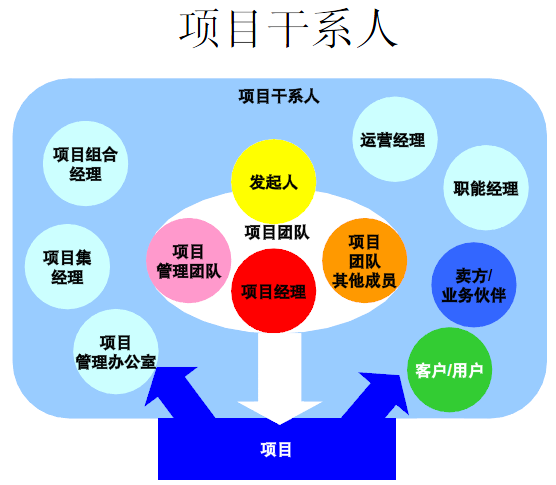 项目干系人
项目干系人
项目组合
经理
发起人
运营经理
职能经理
项目团队
项目集
经理
项目
管理团队
项目经理
项目
团队
其他成员
卖方/
业务伙伴
项目
管理办公室
客户/用户
项目